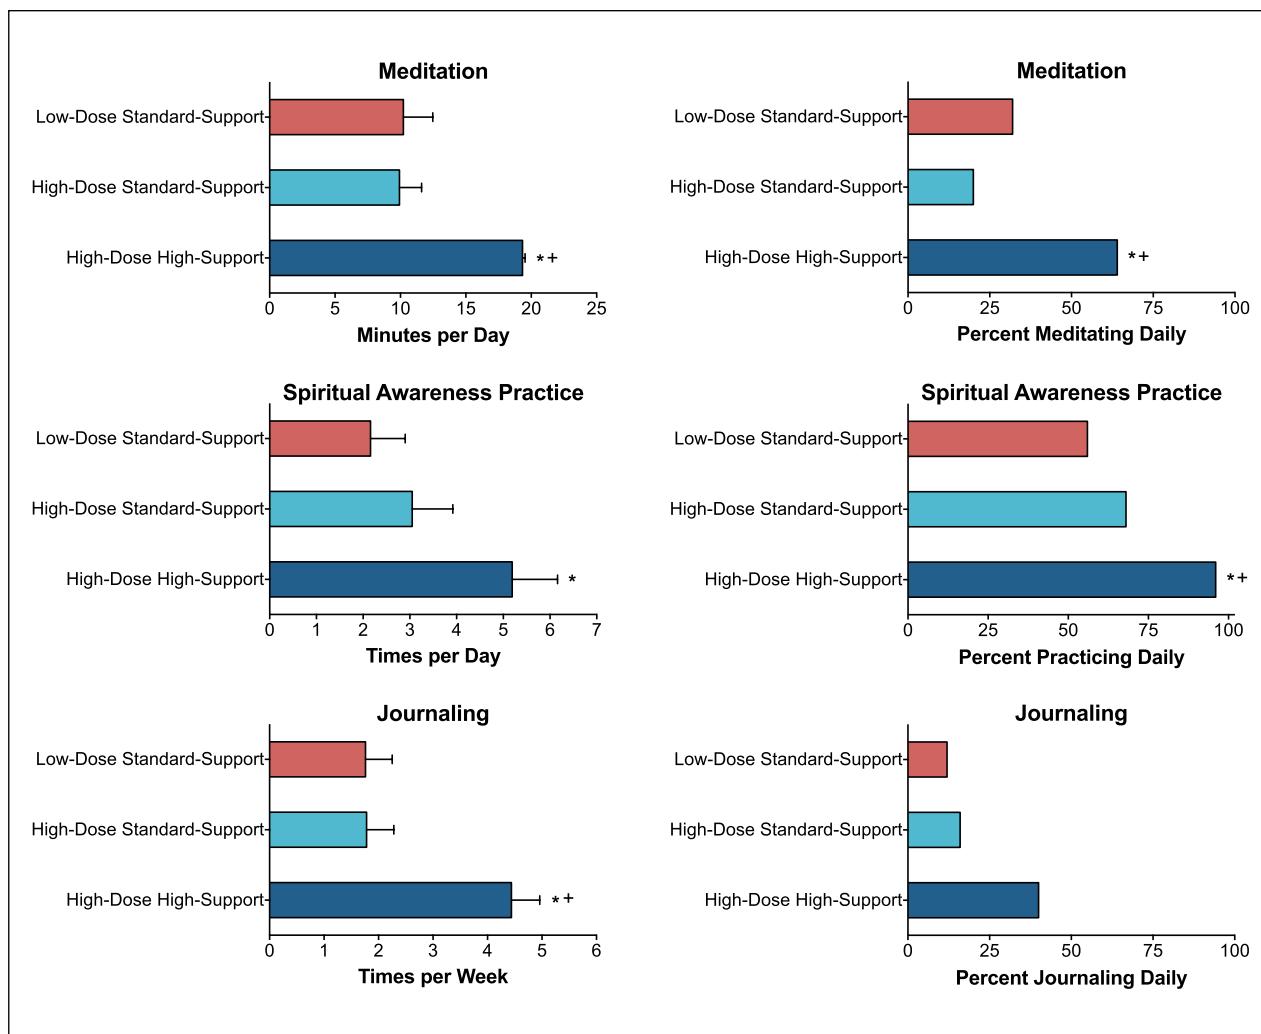 Meditation
Low-Dose Standard-Support
High-Dose Standard-Support
High-Dose High-Support
*+
0 5 10 15 20 25
Minutes per Day
Meditation
Low-Dose Standard-Support
High-Dose Standard-Support
High-Dose High-Support
*+
0 25 50 75 100
Percent Meditating Daily
Spiritual Awareness Practice
Low-Dose Standard-Support
High-Dose Standard-Support
High-Dose High-Support
*
0 1 2 3 4 5 6 7
Times per Day
Spiritual Awareness Practice
Low-Dose Standard-Support
High-Dose Standard-Support
High-Dose High-Support
*+
0 25 50 75 100
Percent Practicing Daily
Journaling
Low-Dose Standard-Support
High-Dose Standard-Support
High-Dose High-Support
*+
0 1 2 3 4 5 6
Times per Week
Journaling
Low-Dose Standard-Support
High-Dose Standard-Support
High-Dose High-Support
0 25 50 75 100
Percent Journaling Daily